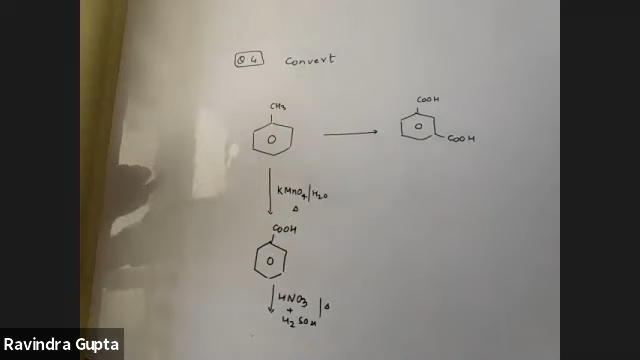 Q4 Convert
CH3
COOH
COOH
KMnO4/H2O
Δ
COOH
HNO3
+
H2SO4
Δ
Ravindra Gupta